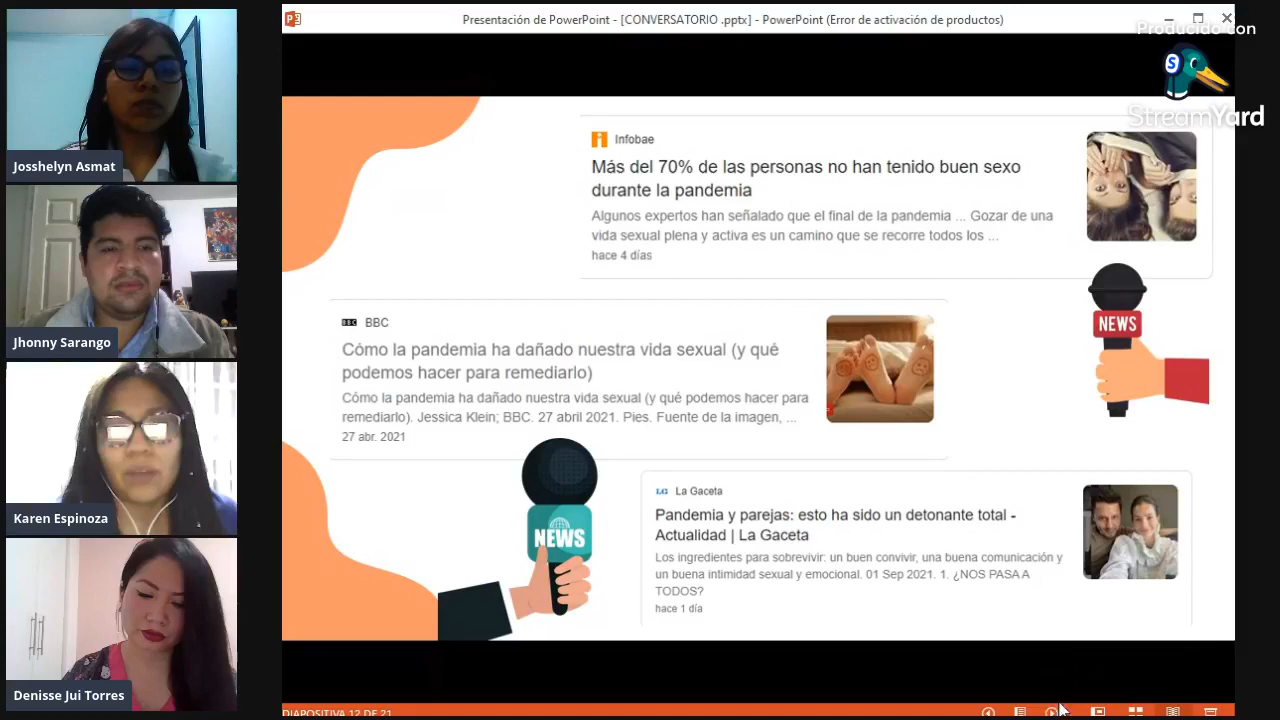 Presentación de PowerPoint - [CONVERSATORIO .pptx] - PowerPoint (Error de activación de productos)
Producido con
StreamYard
Josshelyn Asmat
Jhonny Sarango
Karen Espinoza
Denisse Jui Torres
Infobae
Más del 70% de las personas no han tenido buen sexo
durante la pandemia
Algunos expertos han señalado que el final de la pandemia ... Gozar de una
vida sexual plena y activa es un camino que se recorre todos los ...
hace 4 días
NEWS
BBC BBC
Cómo la pandemia ha dañado nuestra vida sexual (y qué
podemos hacer para remediarlo)
Cómo la pandemia ha dañado nuestra vida sexual (y qué podemos hacer para
remediarlo). Jessica Klein; BBC. 27 abril 2021. Pies. Fuente de la imagen, ...
27 abr. 2021
NEWS
LG La Gaceta
Pandemia y parejas: esto ha sido un detonante total -
Actualidad | La Gaceta
Los ingredientes para sobrevivir: un buen convivir, una buena comunicación y
un buena intimidad sexual y emocional. 01 Sep 2021. 1. ¿NOS PASA A
TODOS?
hace 1 día
DIAPOSITIVA 12 DE 21